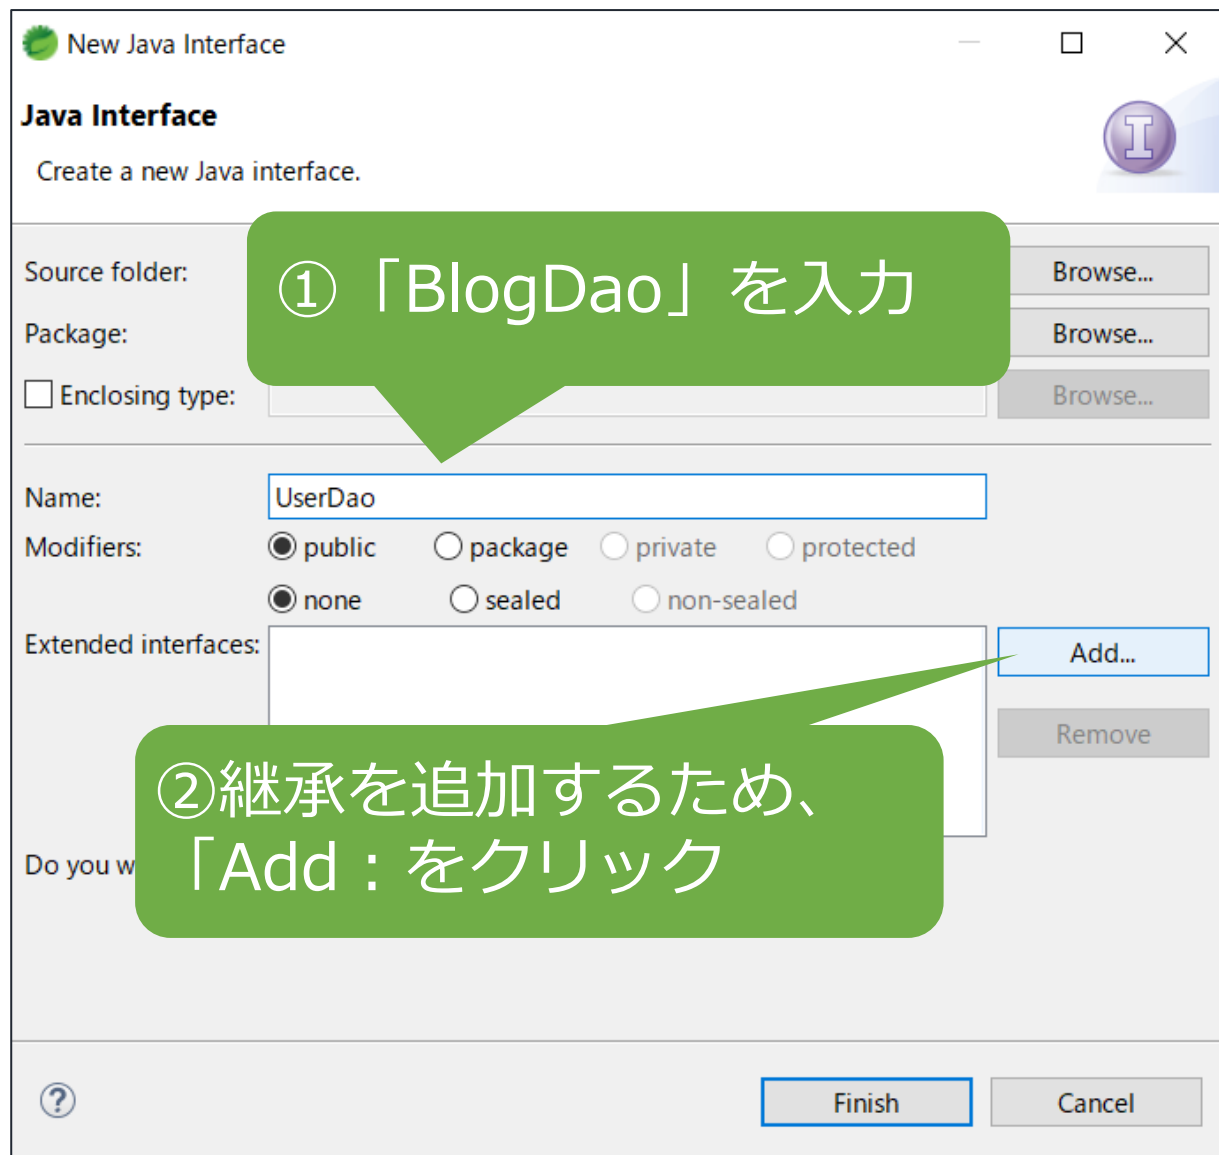 New Java Interface
Java Interface
Create a new Java interface.
①「BlogDao」を入力
Source folder:
Browse...
Package:
Browse...
Enclosing type:
Browse...
Name:
UserDao
Modifiers:
public
package
private
protected
none
sealed
non-sealed
Extended interfaces:
Add...
Remove
②継承を追加するため、
「Add：をクリック
Do you w
Finish
Cancel